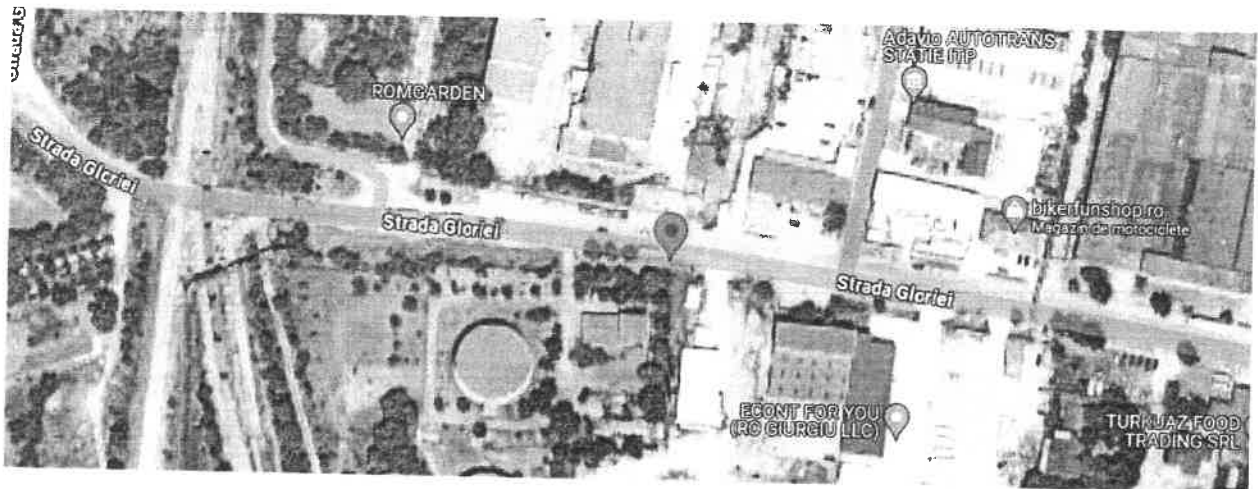 Adavio AUTOTRANS
STATIE ITP
ROMGARDEN
Strada Gloriei
Strada Gloriei
bikerfunshop.ro
Magazin de motociclete
Strada Gloriei
ECONT FOR YOU
(RO GIURGIU LLC)
TURKUAZ FOOD
TRADING SRL